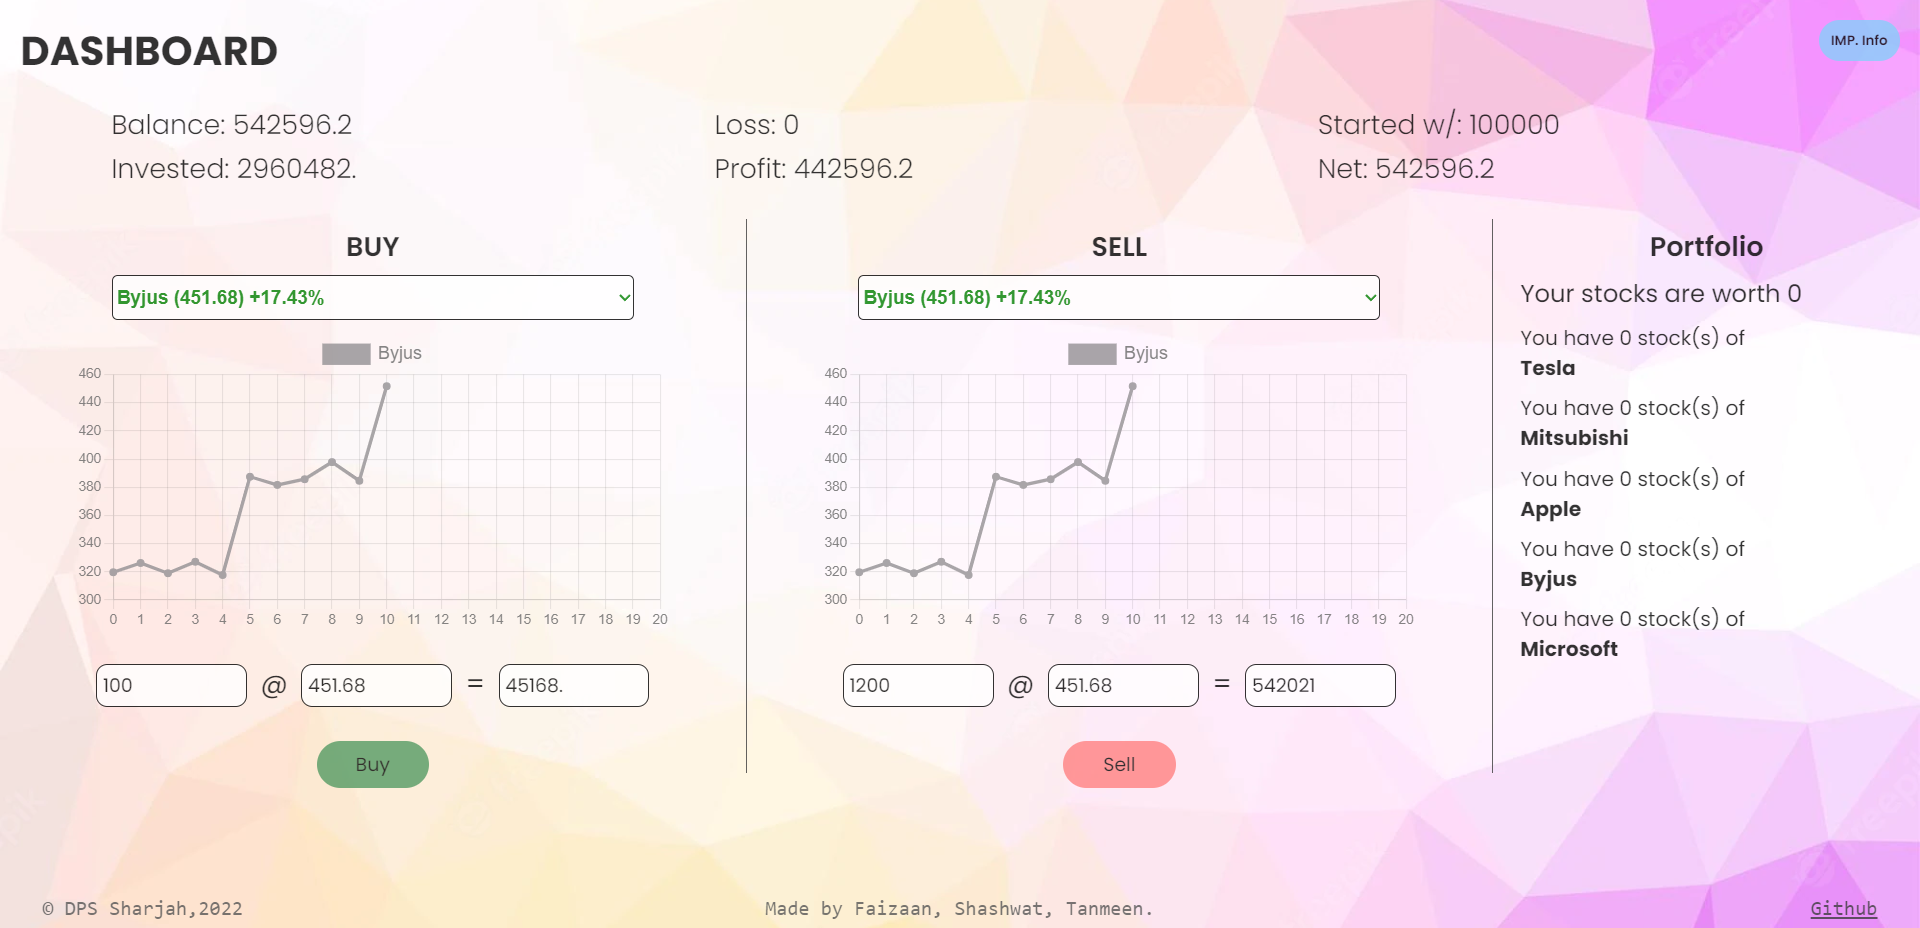 DASHBOARD
IMP. Info
Balance: 542596.2
Loss: 0
Started w/: 100000
Invested: 2960482.
Profit: 442596.2
Net: 542596.2
BUY
Byjus (451.68) +17.43%
Byjus
460
440
420
400
380
360
340
320
300
0 1 2 3 4 5 6 7 8 9 10 11 12 13 14 15 16 17 18 19 20
100 @ 451.68 = 45168.
Buy
SELL
Byjus (451.68) +17.43%
Byjus
460
440
420
400
380
360
340
320
300
0 1 2 3 4 5 6 7 8 9 10 11 12 13 14 15 16 17 18 19 20
1200 @ 451.68 = 542021
Sell
Portfolio
Your stocks are worth 0
You have 0 stock(s) of
Tesla
You have 0 stock(s) of
Mitsubishi
You have 0 stock(s) of
Apple
You have 0 stock(s) of
Byjus
You have 0 stock(s) of
Microsoft
© DPS Sharjah,2022
Made by Faizaan, Shashwat, Tanmeen.
Github